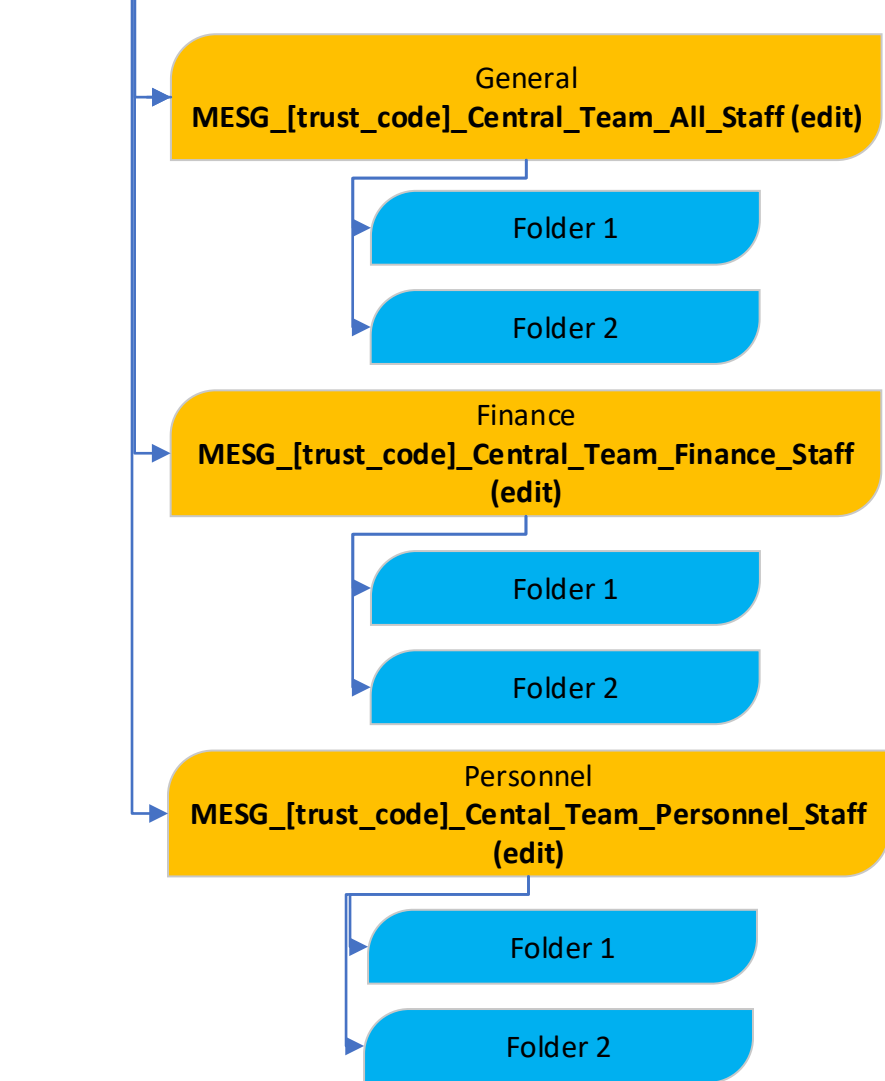 General
MESG_[trust_code]_Central_Team_All_Staff (edit)
Folder 1
Folder 2
Finance
MESG_[trust_code]_Central_Team_Finance_Staff
(edit)
Folder 1
Folder 2
Personnel
MESG_[trust_code]_Cental_Team_Personnel_Staff
(edit)
Folder 1
Folder 2